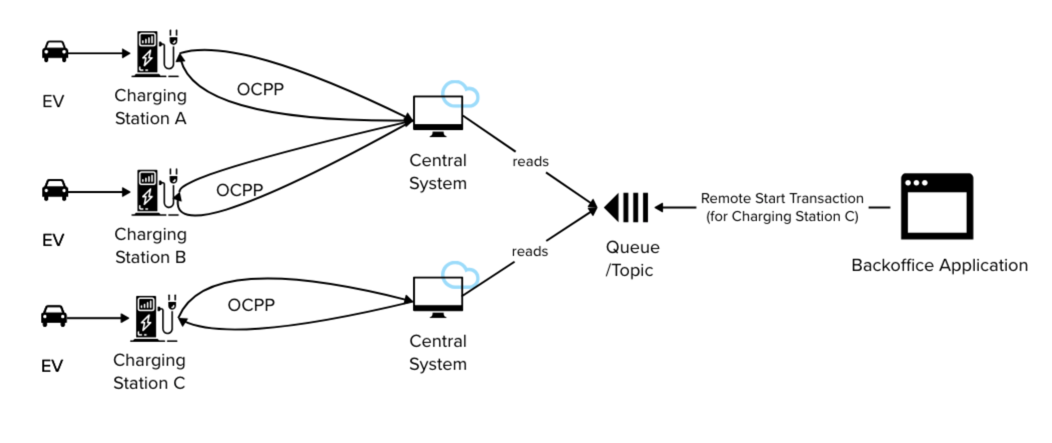 EV
Charging
Station A
OCPP
Central
System
reads
EV
Charging
Station B
OCPP
Queue
/Topic
Remote Start Transaction
(for Charging Station C)
Backoffice Application
EV
Charging
Station C
OCPP
Central
System
reads